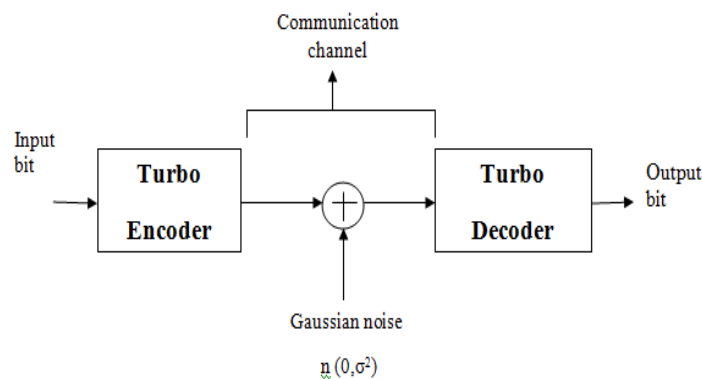 Communication
channel
Input
bit
Turbo
Encoder
+
Turbo
Decoder
Output
bit
Gaussian noise
n (0,σ²)